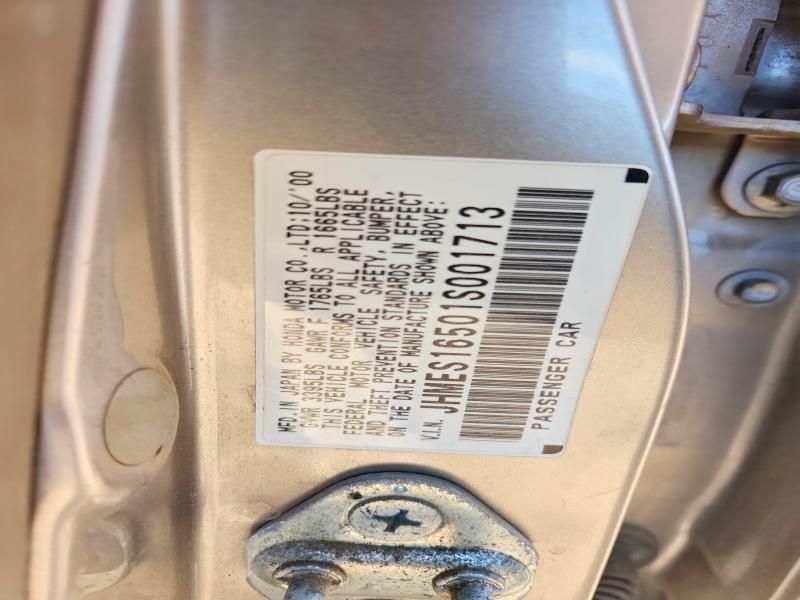 MFD. IN JAPAN BY HONDA MOTOR CO.,LTD:10/'00
GVWR 3365LBS GAWR F 1765LBS R 1665LBS
THIS VEHICLE CONFORMS TO ALL APPLICABLE
FEDERAL MOTOR VEHICLE SAFETY, BUMPER,
AND THEFT PREVENTION STANDARDS IN EFFECT
ON THE DATE OF MANUFACTURE SHOWN ABOVE:
V.I.N. JHMES16501S001713
PASSENGER CAR